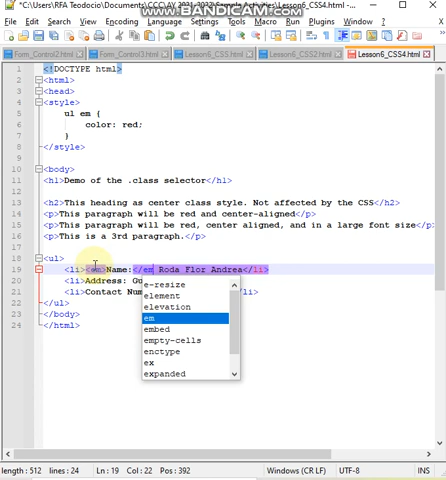 *C:\Users\RFA Teodocio\Documents\CCC\AY 2021-2022\Sample Activities\Lesson6_CSS4.html - ...
www.BANDICAM.com
File Edit Search View Encoding Language Settings Tools Macro Run Plugins Window ?
Form_Control2.html Form_Control3.html Lesson6_CSS.html Lesson6_CSS2.html Lesson6_CSS4.html
1 <!DOCTYPE html>
2 <html>
3 <head>
4 <style>
5 ul em {
6 color: red;
7 }
8 </style>
9
10 <body>
11 <h1>Demo of the .class selector</h1>
12
13 <h2>This heading as center class style. Not affected by the CSS</h2>
14 <p>This paragraph will be red and center-aligned</p>
15 <p>This paragraph will be red, center aligned, and in a large size</p>
16 <p>This is a 3rd paragraph.</p>
17
18 <ul>
19 <li><em>Name:</em Roda Flor Andrea</li>
20 <li>Address: Gu
21 <li>Contact Num li>
22 </ul>
23 </body>
24 </html>
e-resize
element
elevation
em
embed
empty-cells
enctype
ex
expanded
length : 512 lines : 24 Ln : 19 Col : 22 Pos : 392 Windows (CR LF) UTF-8 INS